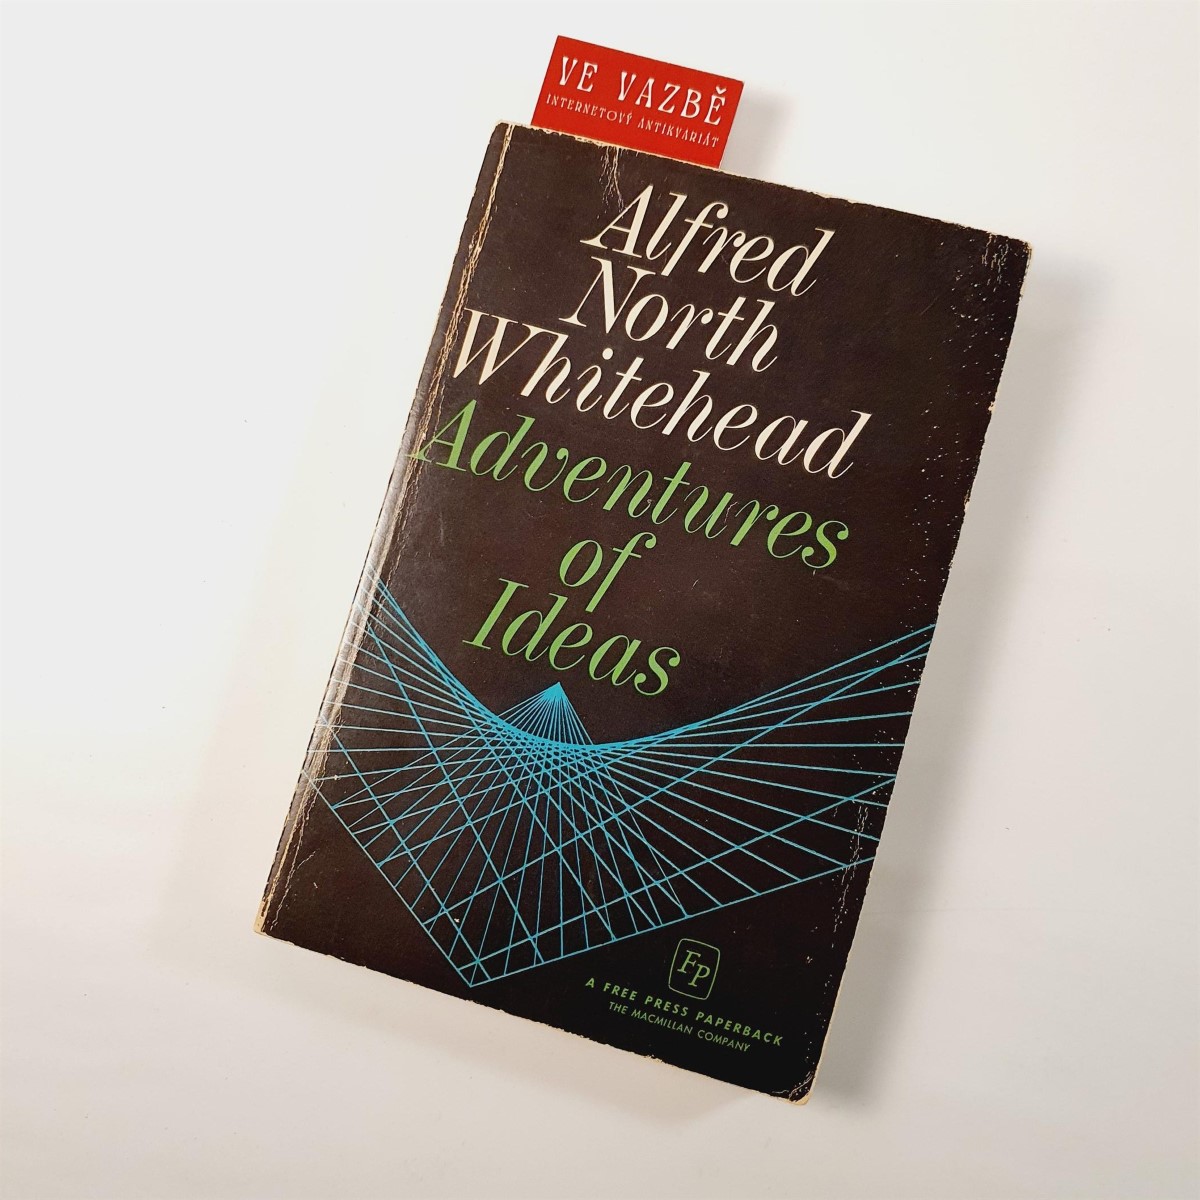 VE VAZBĚ
INTERNETOVÝ ANTIKVARIÁT
Alfred
North
Whitehead
Adventures
of
Ideas
FP
A FREE PRESS PAPERBACK
THE MACMILLAN COMPANY